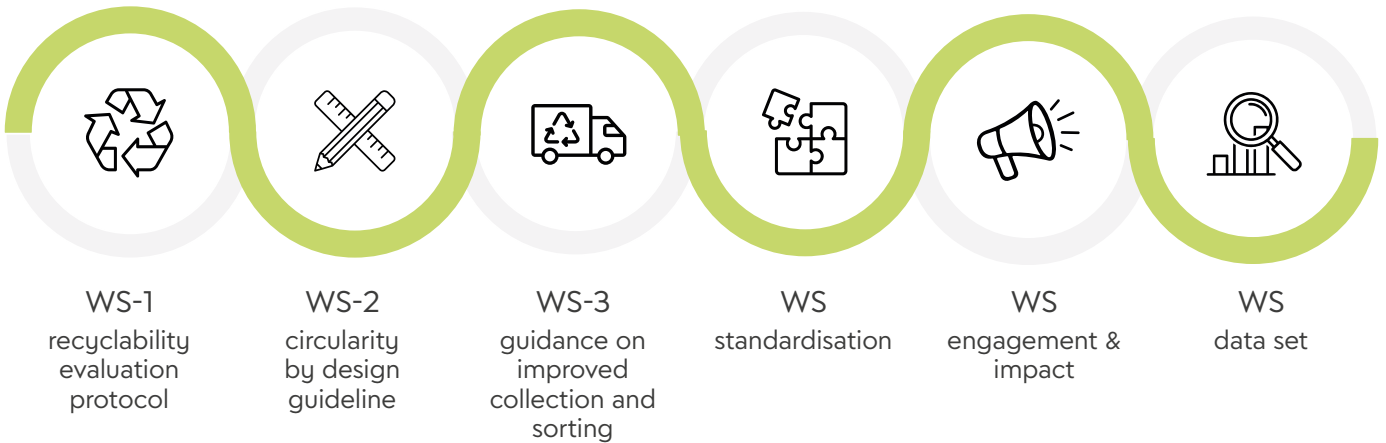 WS-1
recyclability
evaluation
protocol
WS-2
circularity
by design
guideline
WS-3
guidance on
improved
collection and
sorting
WS
standardisation
WS
engagement &
impact
WS
data set